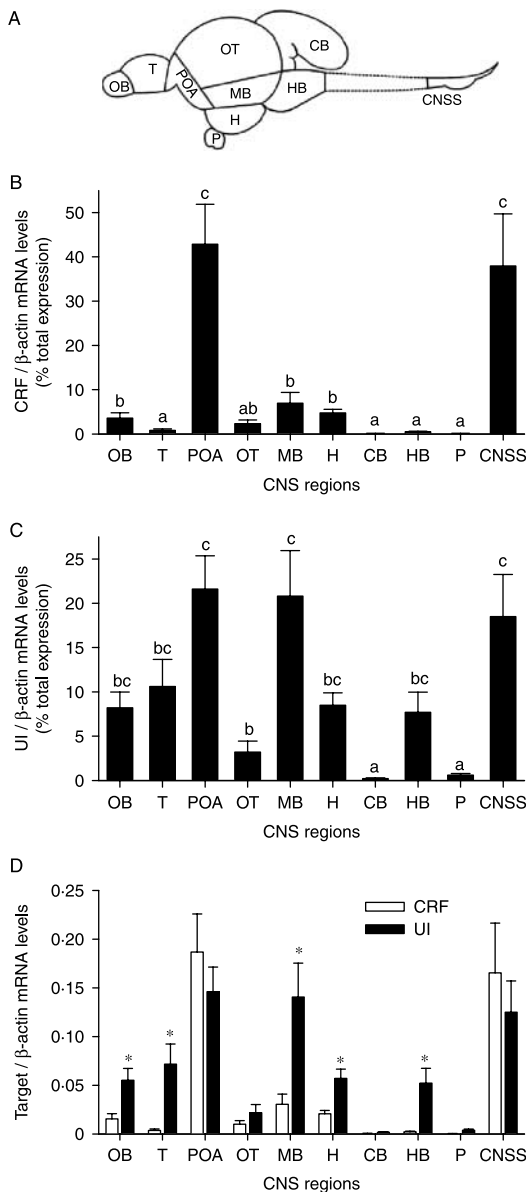 A
OT
CB
T
POA
OB
MB
HB
H
CNSS
P
B
CRF / β-actin mRNA levels
(% total expression)
50
40
30
20
10
0
b
a
c
ab
b
b
a
a
a
c
OB T POA OT MB H CB HB P CNSS
CNS regions
C
UI / β-actin mRNA levels
(% total expression)
25
20
15
10
5
0
bc
bc
c
b
c
bc
a
bc
a
c
OB T POA OT MB H CB HB P CNSS
CNS regions
D
Target / β-actin mRNA levels
0·25
0·20
0·15
0·10
0·05
0
CRF
UI
*
*
*
*
*
OB T POA OT MB H CB HB P CNSS
CNS regions